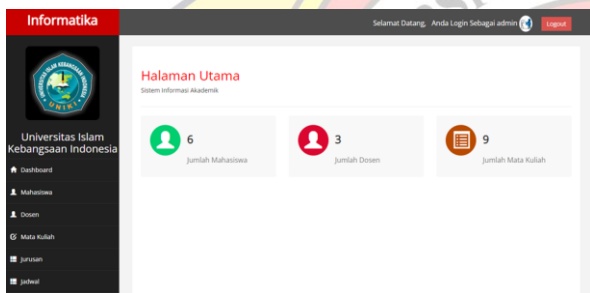 Informatika
Selamat Datang, Anda Login Sebagai admin
Logout
Universitas Islam
Kebangsaan Indonesia
Dashboard
Mahasiswa
Dosen
Mata Kuliah
Jurusan
Jadwal
Halaman Utama
Sistem Informasi Akademik
6
Jumlah Mahasiswa
3
Jumlah Dosen
9
Jumlah Mata Kuliah